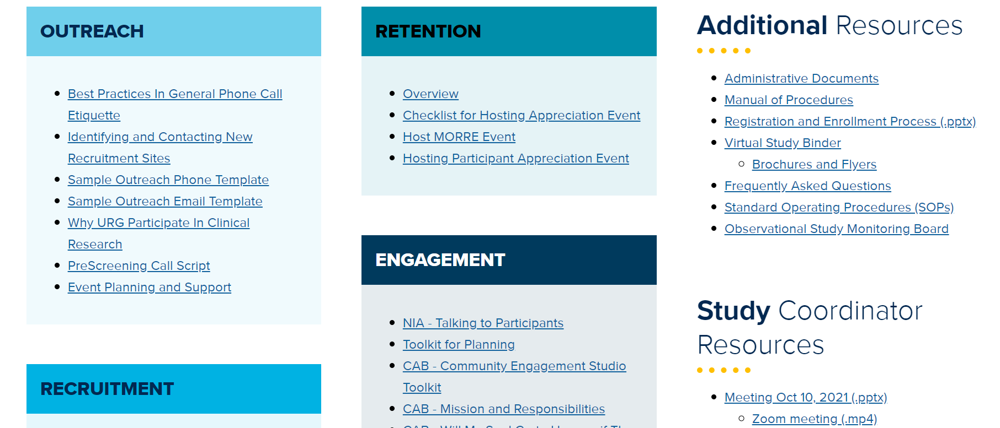 OUTREACH
Best Practices In General Phone Call
Etiquette
Identifying and Contacting New
Recruitment Sites
Sample Outreach Phone Template
Sample Outreach Email Template
Why URG Participate In Clinical
Research
PreScreening Call Script
Event Planning and Support
RECRUITMENT
RETENTION
Overview
Checklist for Hosting Appreciation Event
Host MORRE Event
Hosting Participant Appreciation Event
ENGAGEMENT
NIA - Talking to Participants
Toolkit for Planning
CAB - Community Engagement Studio
Toolkit
CAB - Mission and Responsibilities
Additional Resources
Administrative Documents
Manual of Procedures
Registration and Enrollment Process (.pptx)
Virtual Study Binder
Brochures and Flyers
Frequently Asked Questions
Standard Operating Procedures (SOPs)
Observational Study Monitoring Board
Study Coordinator
Resources
Meeting Oct 10, 2021 (.pptx)
Zoom meeting (.mp4)